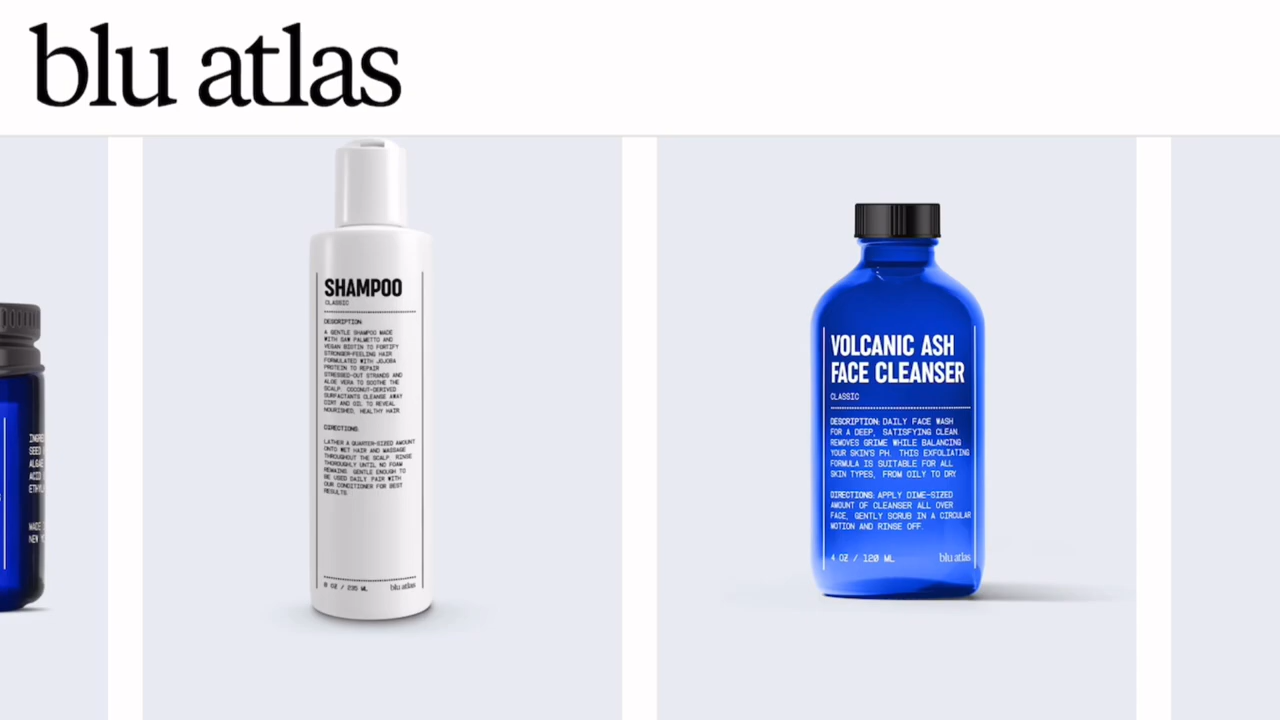 blu atlas
SHAMPOO
CLASSIC
DESCRIPTION:
A GENTLE SHAMPOO MADE
WITH SAW PALMETTO AND
VEGAN BIOTIN TO FORTIFY
STRONGER-FEELING HAIR
FORMULATED WITH JOJOBA
PROTEIN TO REPAIR
STRESSED-OUT STRANDS AND
ALOE VERA TO SOOTHE THE
SCALP. COCONUT-DERIVED
SURFACTANTS CLEANSE AWAY
DIRT AND OIL TO REVEAL
NOURISHED, HEALTHY HAIR.
DIRECTIONS:
LATHER A QUARTER-SIZED AMOUNT
ONTO WET HAIR AND MASSAGE
THROUGHOUT THE SCALP. RINSE
THOROUGHLY UNTIL NO FOAM
REMAINS. GENTLE ENOUGH TO
BE USED DAILY. PAIR WITH
OUR CONDITIONER FOR BEST
RESULTS.
8 OZ / 235 ML blu atlas
VOLCANIC ASH
FACE CLEANSER
CLASSIC
DESCRIPTION: DAILY FACE WASH
FOR A DEEP, SATISFYING CLEAN.
REMOVES GRIME WHILE BALANCING
YOUR SKIN'S PH. THIS EXFOLIATING
FORMULA IS SUITABLE FOR ALL
SKIN TYPES, FROM OILY TO DRY.
DIRECTIONS: APPLY DIME-SIZED
AMOUNT OF CLEANSER ALL OVER
FACE, GENTLY SCRUB IN A CIRCULAR
MOTION AND RINSE OFF.
4 OZ / 120 ML blu atlas
SEED
ALGAE
ACID
NEW